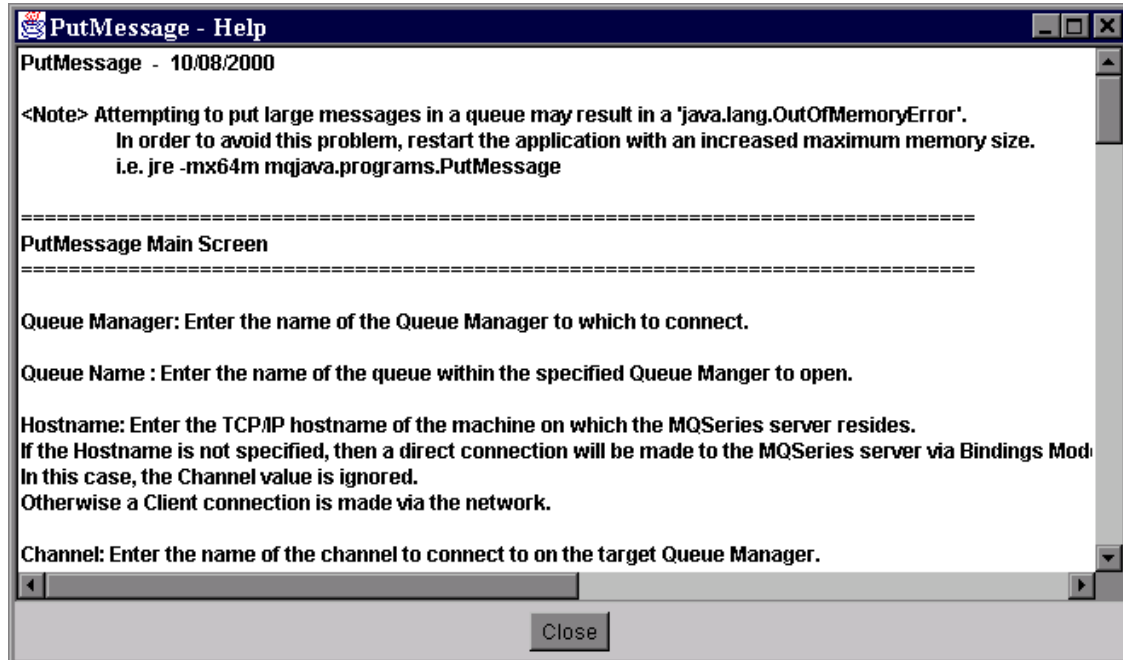 PutMessage - Help
PutMessage - 10/08/2000
<Note> Attempting to put large messages in a queue may result in a 'java.lang.OutOfMemoryError'.
In order to avoid this problem, restart the application with an increased maximum memory size.
i.e. jre -mx64m mqjava.programs.PutMessage
================================================================================
PutMessage Main Screen
================================================================================
Queue Manager: Enter the name of the Queue Manager to which to connect.
Queue Name : Enter the name of the queue within the specified Queue Manger to open.
Hostname: Enter the TCP/IP hostname of the machine on which the MQSeries server resides.
If the Hostname is not specified, then a direct connection will be made to the MQSeries server via Bindings
In this case, the Channel value is ignored.
Otherwise a Client connection is made via the network.
Channel: Enter the name of the channel to connect to on the target Queue Manager.
Close